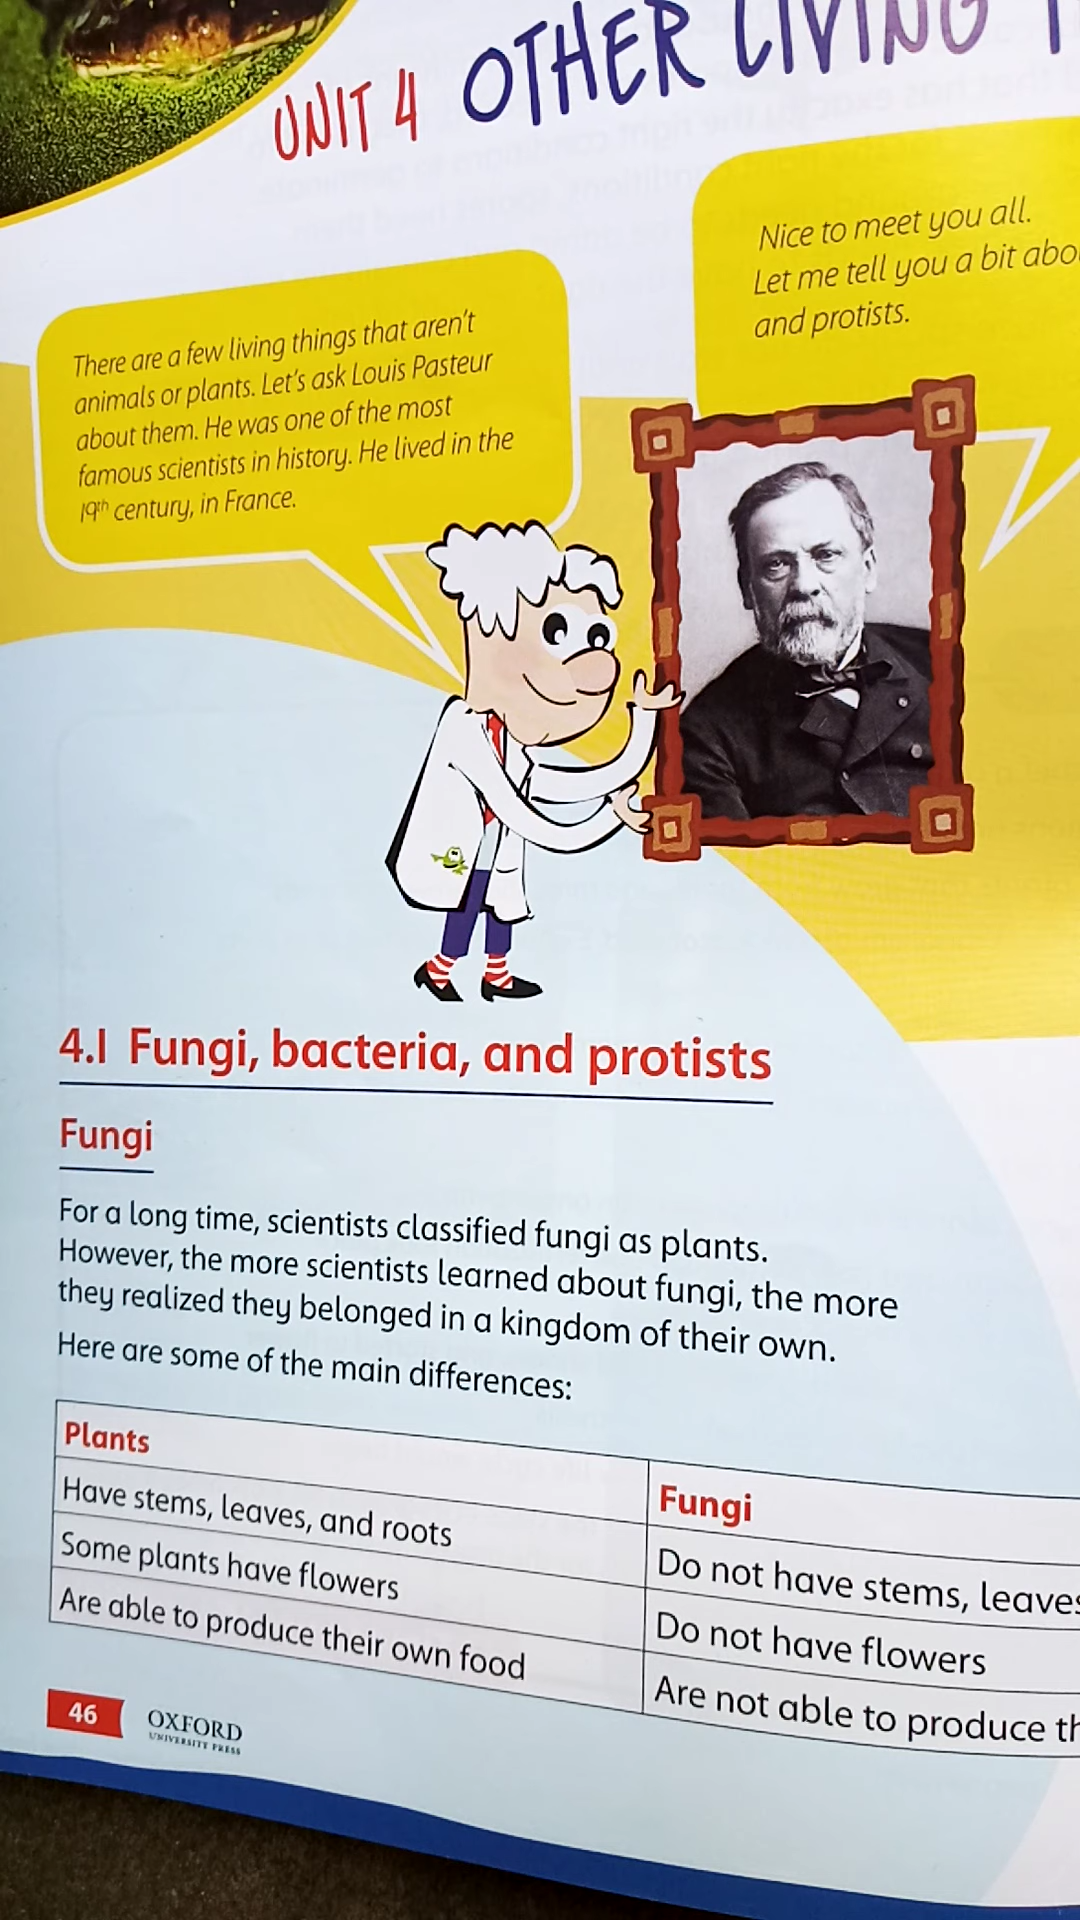 UNIT 4 OTHER LIVING
There are a few living things that aren't
animals or plants. Let's ask Louis Pasteur
about them. He was one of the most
famous scientists in history. He lived in the
19th century, in France.
Nice to meet you all.
Let me tell you a bit
and protists.
4.1 Fungi, bacteria, and protists
Fungi
For a long time, scientists classified fungi as plants.
However, the more scientists learned about fungi, the more
they realized they belonged in a kingdom of their own.
Here are some of the main differences:
Plants
Fungi
Have stems, leaves, and roots
Do not have stems, leaves
Some plants have flowers
Do not have flowers
Are able to produce their own food
Are not able to produce
46
OXFORD
UNIVERSITY PRESS